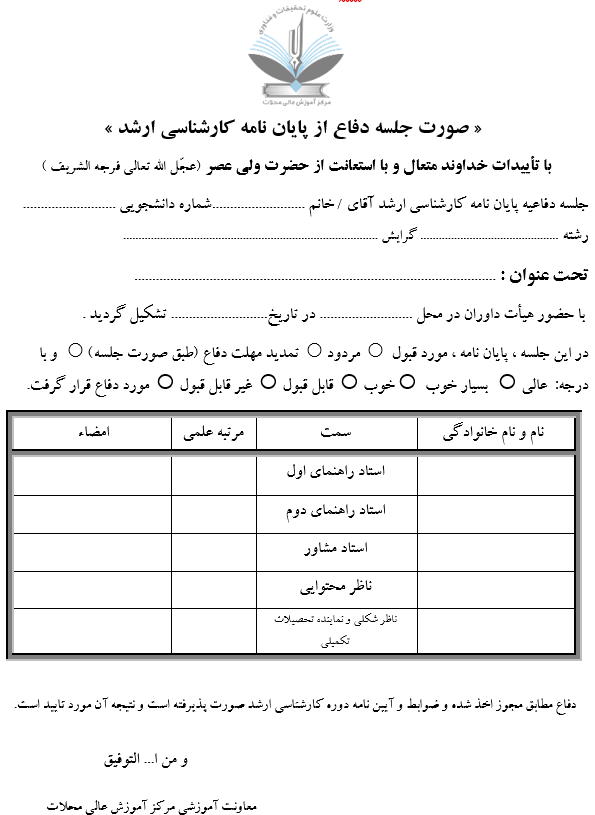 وزارت علوم تحقیقات و فناوری
مرکز آموزش عالی محلات
« صورت جلسه دفاع از پایان نامه کارشناسی ارشد »
با تأییدات خداوند متعال و با استعانت از حضرت ولی عصر (عجّل الله تعالی فرجه الشریف )
جلسه دفاعیه پایان نامه کارشناسی ارشد آقای / خانم ..........................شماره دانشجویی ..........................
رشته .......................................... گرایش ..............................................................................
تحت عنوان : ....................................................................................................
با حضور هیأت داوران در محل .......................... در تاریخ........................... تشکیل گردید .
در این جلسه ، پایان نامه ، مورد قبول ○ مردود ○ تمدید مهلت دفاع (طبق صورت جلسه) ○ و با
درجه: عالی ○ بسیار خوب ○ خوب ○ قابل قبول ○ غیر قابل قبول ○ مورد دفاع قرار گرفت.
نام و نام خانوادگی سمت مرتبه علمی امضاء
استاد راهنمای اول
استاد راهنمای دوم
استاد مشاور
ناظر محتوایی
ناظر شکلی و نماینده تحصیلات
تکمیلی
دفاع مطابق مجوز اخذ شده و ضوابط و آیین نامه دوره کارشناسی ارشد صورت پذیرفته است و نتیجه آن مورد تایید است.
و من ا... التوفیق
معاونت آموزشی مرکز آموزش عالی محلات